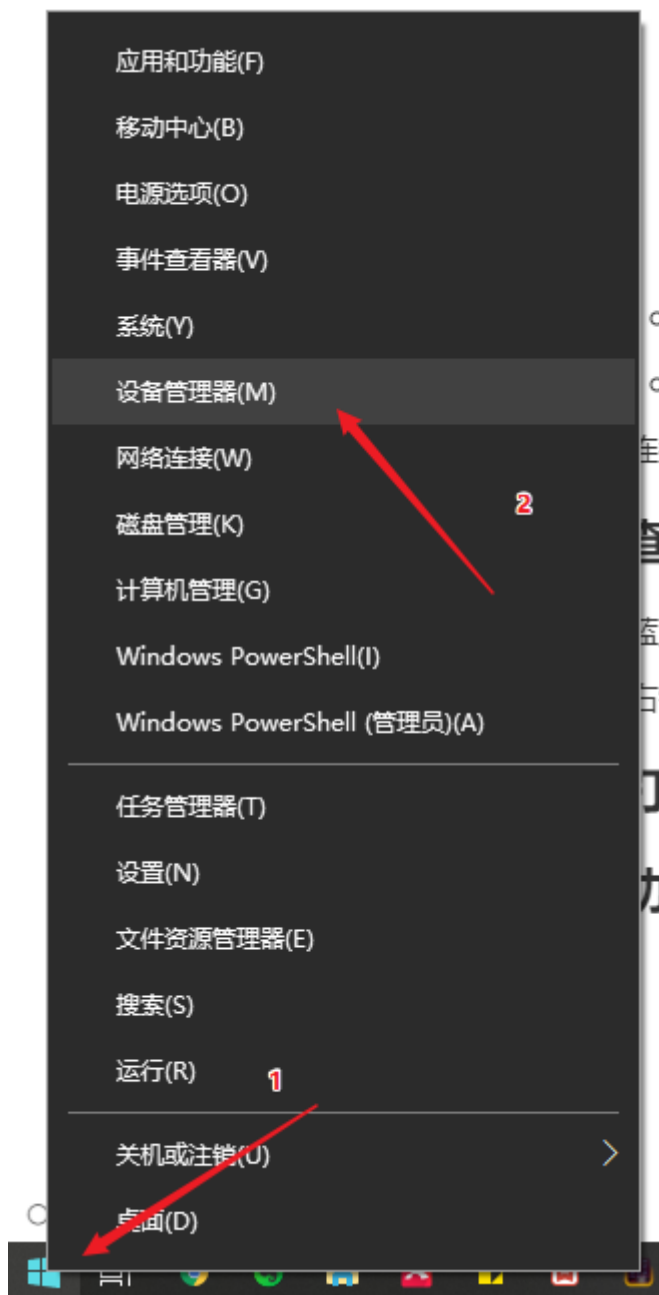 应用和功能(F)
移动中心(B)
电源选项(O)
事件查看器(V)
系统(Y)
设备管理器(M)
网络连接(W)
2
磁盘管理(K)
计算机管理(G)
Windows PowerShell(I)
Windows PowerShell (管理员)(A)
任务管理器(T)
设置(N)
文件资源管理器(E)
搜索(S)
运行(R)
1
关机或注销(U)
桌面(D)